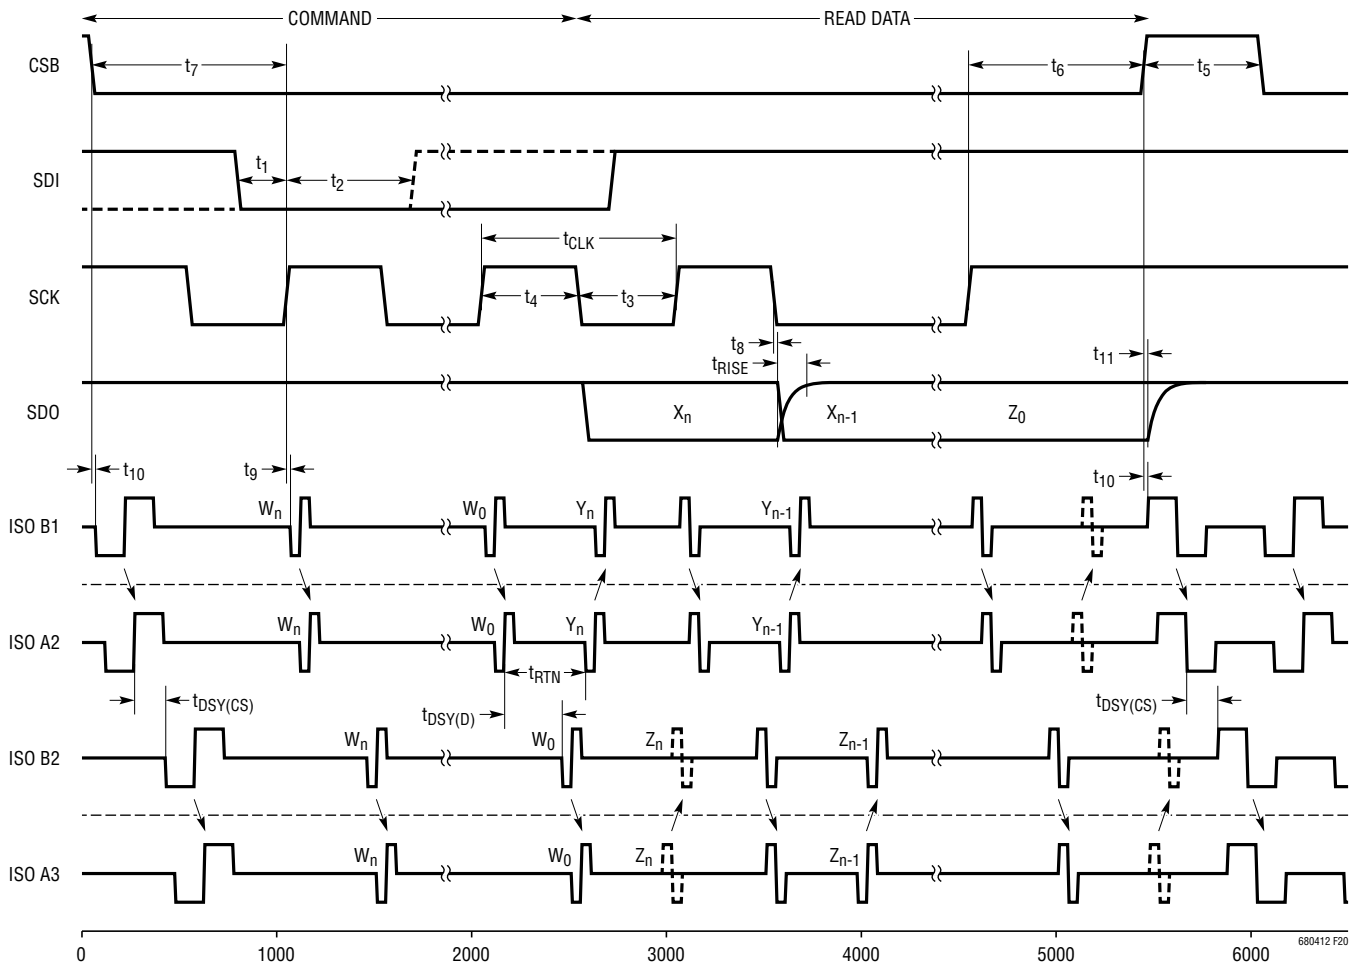 COMMAND READ DATA
CSB t7 t6 t5
SDI t1 t2
tCLK
SCK t4 t3
t8 t11
tRISE
SDO Xn Xn-1 Z0
t10 t9 t10
ISO B1 Wn W0 Yn Yn-1
ISO A2 Wn W0 Yn Yn-1
tRTN
tDSY(CS) tDSY(D) tDSY(CS)
ISO B2 Wn W0 Zn Zn-1
ISO A3 Wn W0 Zn Zn-1
0 1000 2000 3000 4000 5000 6000
680412 F20